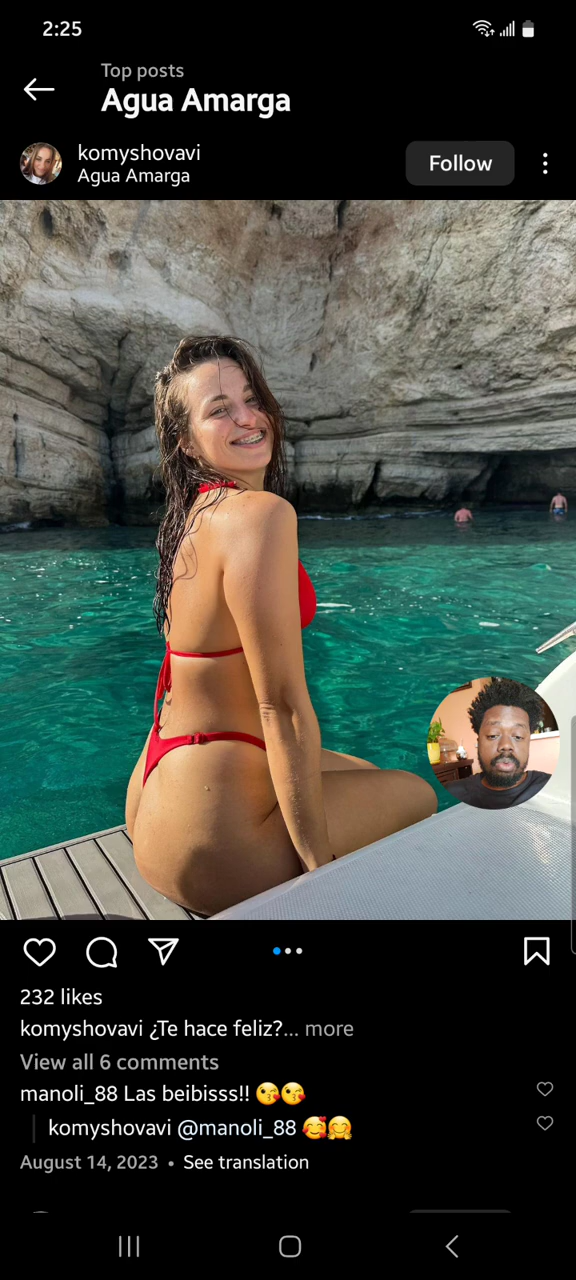 2:25
Top posts
Agua Amarga
komyshovavi
Agua Amarga
Follow
232 likes
komyshovavi ¿Te hace feliz?... more
View all 6 comments
manoli_88 Las beibisss!! 😘😘
komyshovavi @manoli_88 🥰🤗
August 14, 2023 • See translation